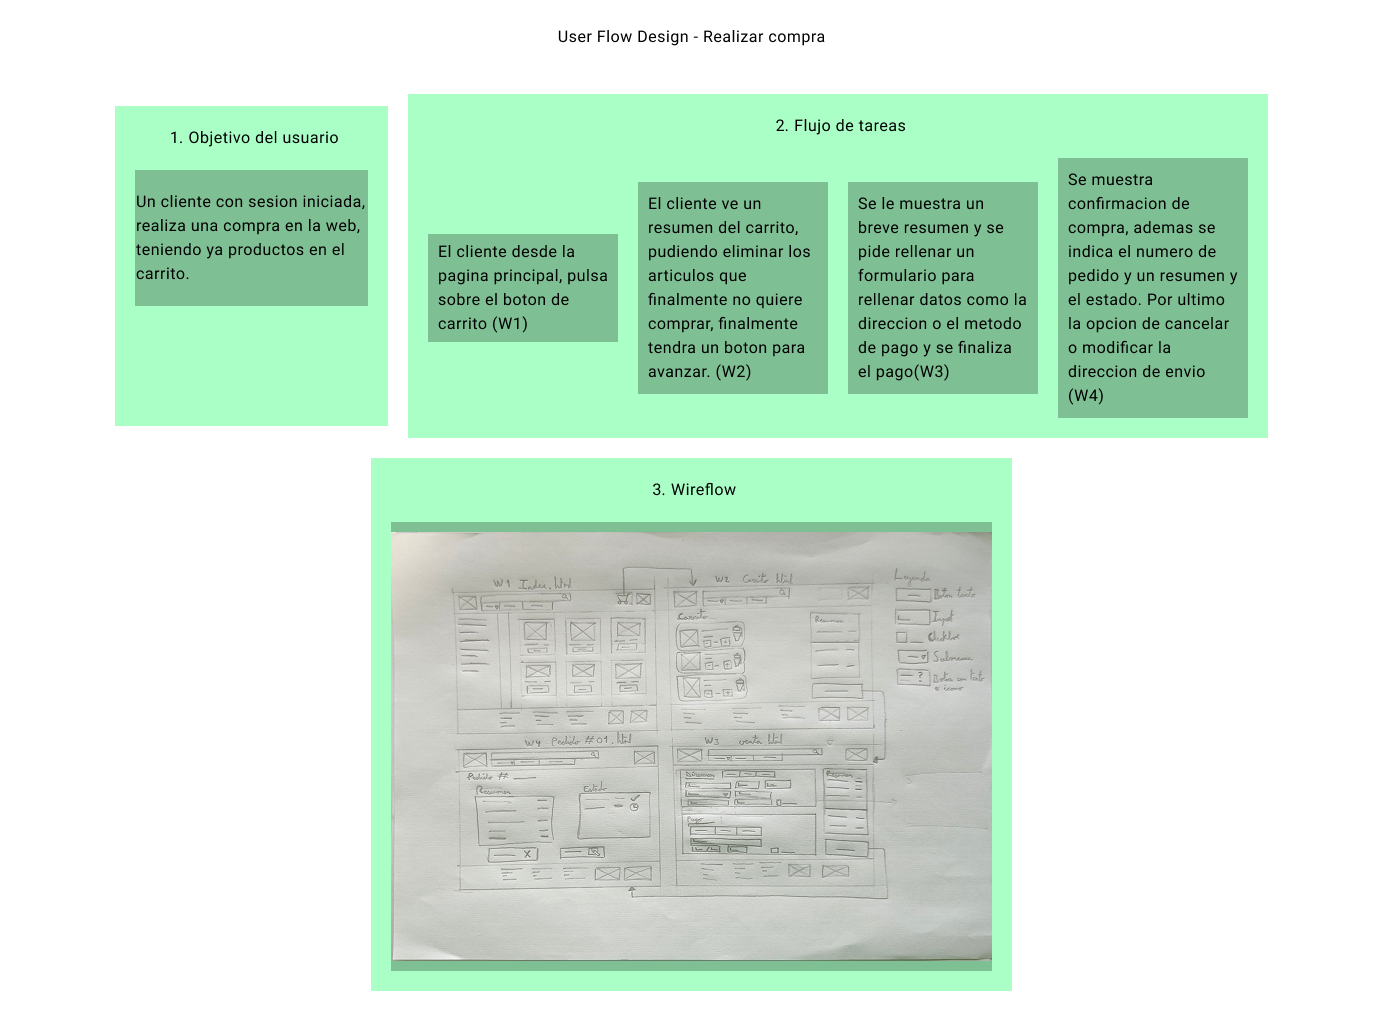 User Flow Design - Realizar compra
1. Objetivo del usuario
Un cliente con sesion iniciada,
realiza una compra en la web,
teniendo ya productos en el
carrito.
2. Flujo de tareas
El cliente desde la
pagina principal, pulsa
sobre el boton de
carrito (W1)
El cliente ve un
resumen del carrito,
pudiendo eliminar los
articulos que
finalmente no quiere
comprar, finalmente
tendra un boton para
avanzar. (W2)
Se le muestra un
breve resumen y se
pide rellenar un
formulario para
rellenar datos como la
direccion o el metodo
de pago y se finaliza
el pago(W3)
Se muestra
confirmacion de
compra, ademas se
indica el numero de
pedido y un resumen y
el estado. Por ultimo
la opcion de cancelar
o modificar la
direccion de envio
(W4)
3. Wireflow
W1 Index.html
W2 Carrito html
Carrito
Resumen
Leyenda
Boton texto
Input
Checkbox
Submenu
?
Boton con texto
o icono
W4 - Pedido #01.html
Pedido #
Resumen
Estado
X
W3 venta html
Direccion
Resumen
Pago